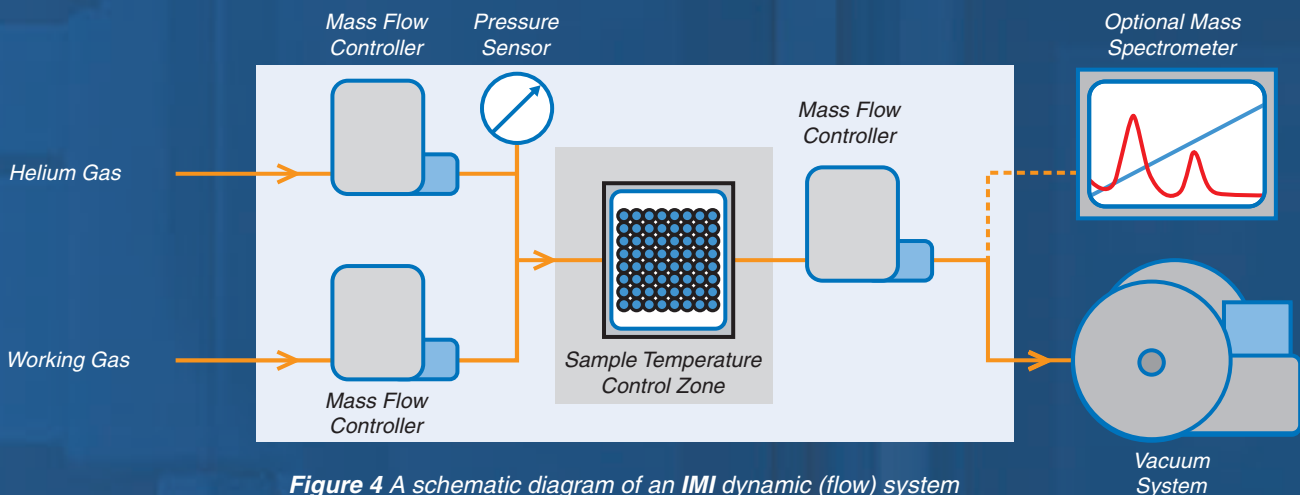 Mass Flow
Controller
Pressure
Sensor
Optional Mass
Spectrometer
Mass Flow
Controller
Helium Gas
Working Gas
Sample Temperature
Control Zone
Mass Flow
Controller
Vacuum
System
Figure 4 A schematic diagram of an IMI dynamic (flow) system